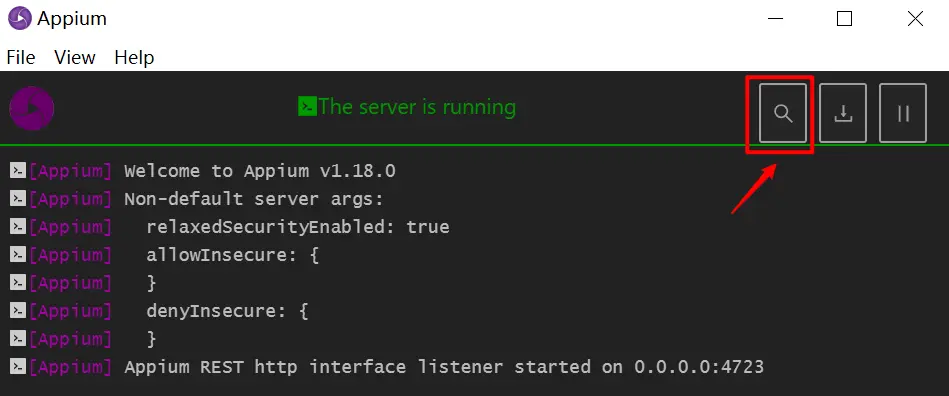 Appium
File View Help
The server is running
[Appium] Welcome to Appium v1.18.0
[Appium] Non-default server args:
[Appium]   relaxedSecurityEnabled: true
[Appium]   allowInsecure: {
[Appium]   }
[Appium]   denyInsecure: {
[Appium]   }
[Appium] Appium REST http interface listener started on 0.0.0.0:4723